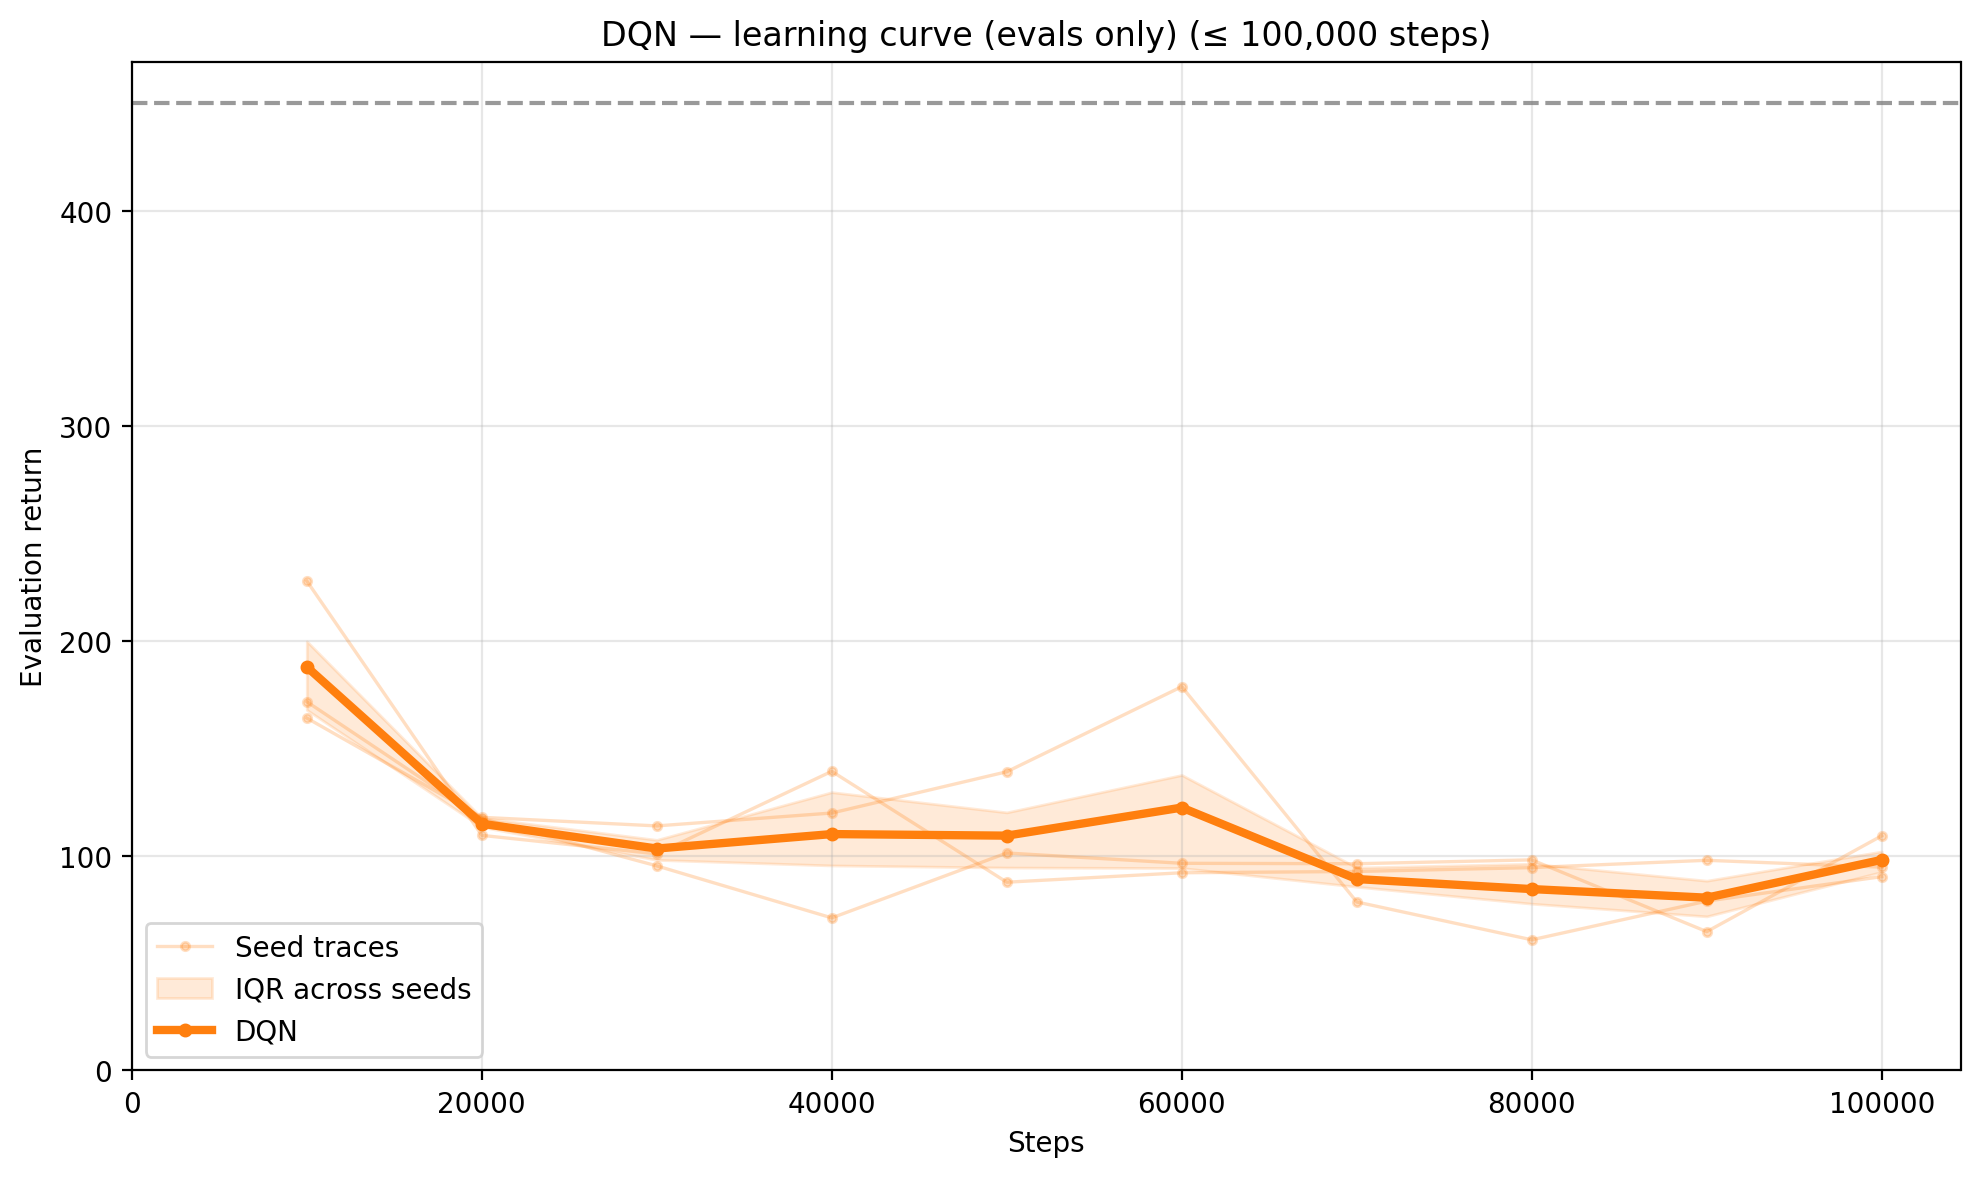 DQN — learning curve (evals only) (≤ 100,000 steps)
Evaluation return
400
300
200
100
0
Seed traces
IQR across seeds
DQN
0 20000 40000 60000 80000 100000
Steps